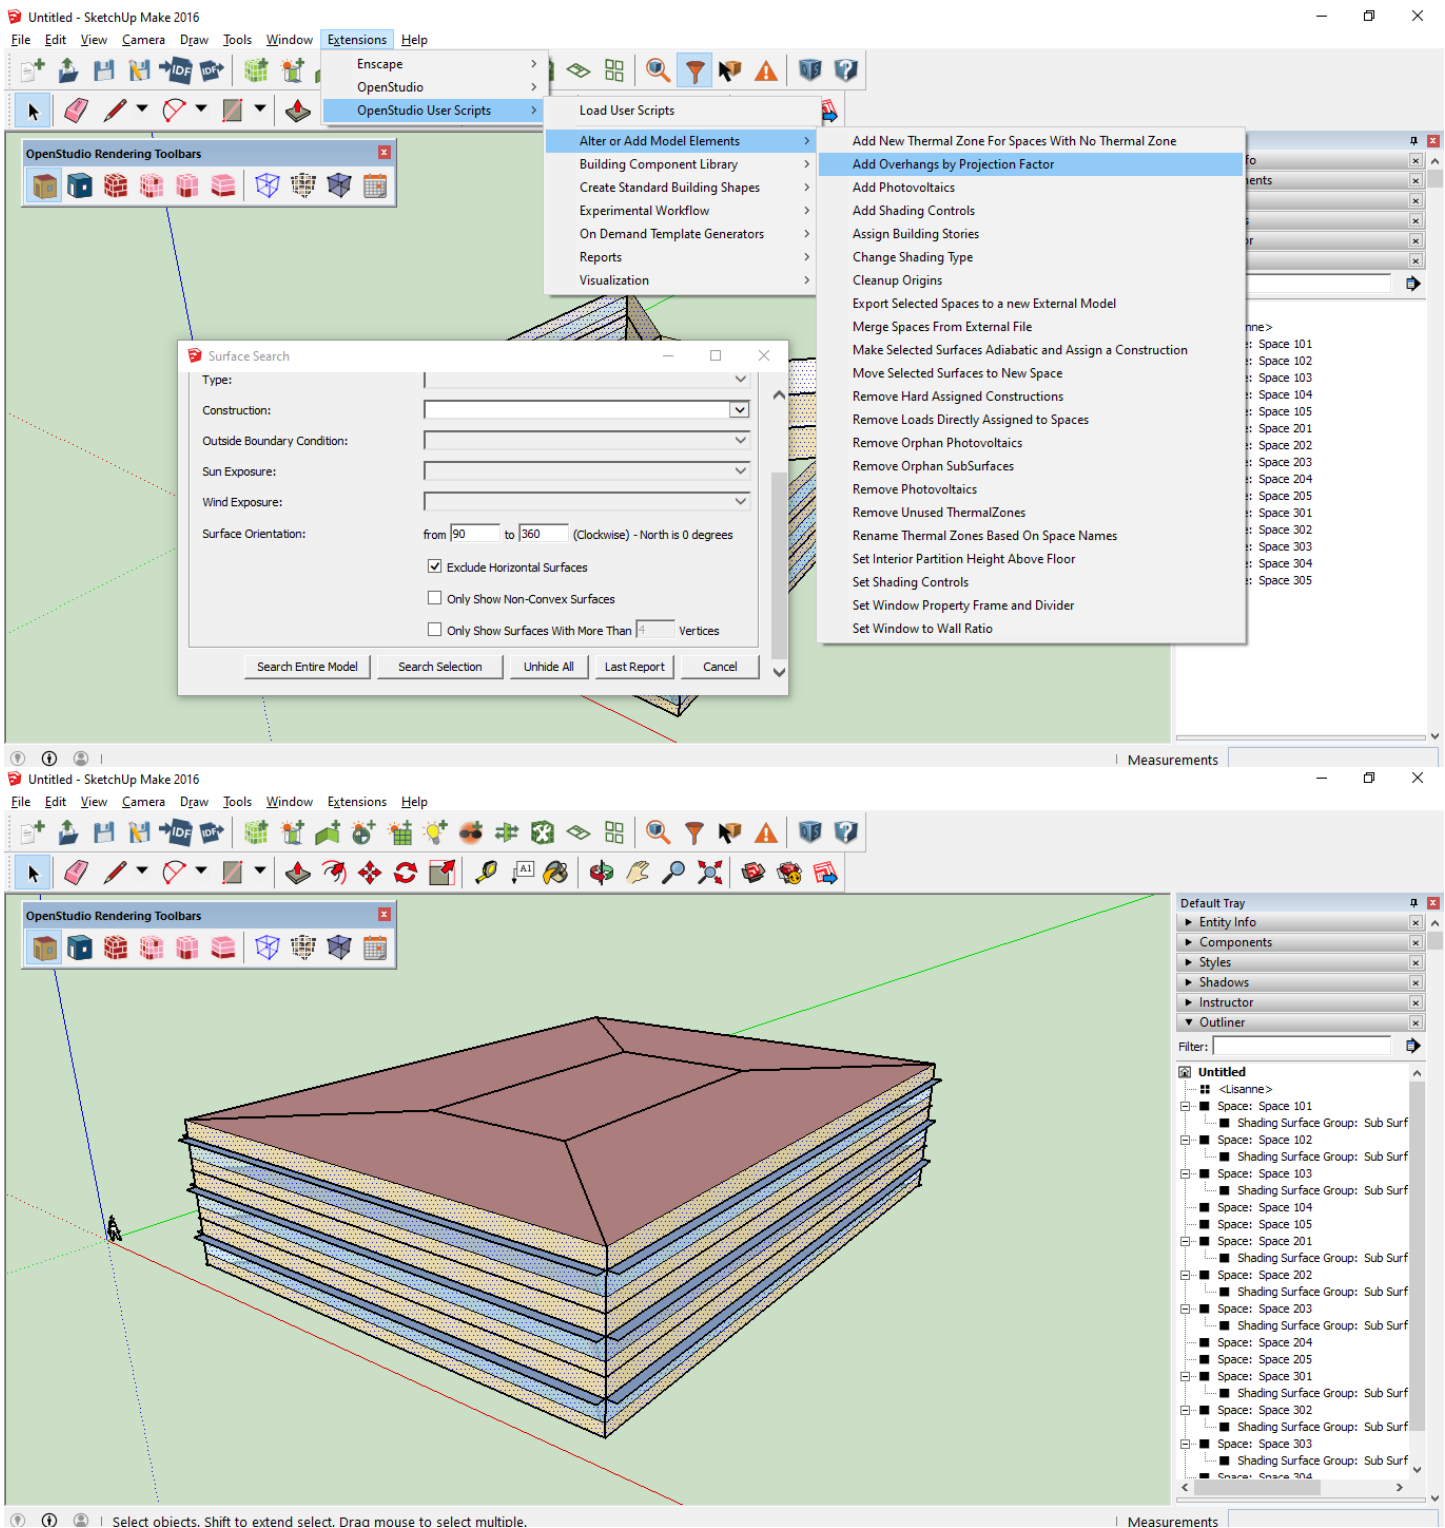 Untitled - SketchUp Make 2016
File Edit View Camera Draw Tools Window Extensions Help
Enscape
OpenStudio
OpenStudio User Scripts
Load User Scripts
Alter or Add Model Elements
Building Component Library
Create Standard Building Shapes
Experimental Workflow
On Demand Template Generators
Reports
Visualization
Add New Thermal Zone For Spaces With No Thermal Zone
Add Overhangs by Projection Factor
Add Photovoltaics
Add Shading Controls
Assign Building Stories
Change Shading Type
Cleanup Origins
Export Selected Spaces to a new External Model
Merge Spaces From External File
Make Selected Surfaces Adiabatic and Assign a Construction
Move Selected Surfaces to New Space
Remove Hard Assigned Constructions
Remove Loads Directly Assigned to Spaces
Remove Orphan Photovoltaics
Remove Orphan SubSurfaces
Remove Photovoltaics
Remove Unused ThermalZones
Rename Thermal Zones Based On Space Names
Set Interior Partition Height Above Floor
Set Shading Controls
Set Window Property Frame and Divider
Set Window to Wall Ratio
OpenStudio Rendering Toolbars
Surface Search
Type:
Construction:
Outside Boundary Condition:
Sun Exposure:
Wind Exposure:
Surface Orientation: from 90 to 360 (Clockwise) - North is 0 degrees
Exclude Horizontal Surfaces
Only Show Non-Convex Surfaces
Only Show Surfaces With More Than 4 Vertices
Search Entire Model Search Selection Unhide All Last Report Cancel
fo
ents
s
or
nne>
e: Space 101
: Space 102
: Space 103
: Space 104
: Space 105
: Space 201
: Space 202
: Space 203
: Space 204
: Space 205
: Space 301
: Space 302
: Space 303
: Space 304
: Space 305
Measurements
Untitled - SketchUp Make 2016
File Edit View Camera Draw Tools Window Extensions Help
OpenStudio Rendering Toolbars
Default Tray
Entity Info
Components
Styles
Shadows
Instructor
Outliner
Filter:
Untitled
<Lisanne>
Space: Space 101
Shading Surface Group: Sub Surf
Space: Space 102
Shading Surface Group: Sub Surf
Space: Space 103
Shading Surface Group: Sub Surf
Space: Space 104
Space: Space 105
Space: Space 201
Shading Surface Group: Sub Surf
Space: Space 202
Shading Surface Group: Sub Surf
Space: Space 203
Shading Surface Group: Sub Surf
Space: Space 204
Space: Space 205
Space: Space 301
Shading Surface Group: Sub Surf
Space: Space 302
Shading Surface Group: Sub Surf
Space: Space 303
Shading Surface Group: Sub Surf
Space: Space 304
Select objects. Shift to extend select. Drag mouse to select multiple.
Measurements